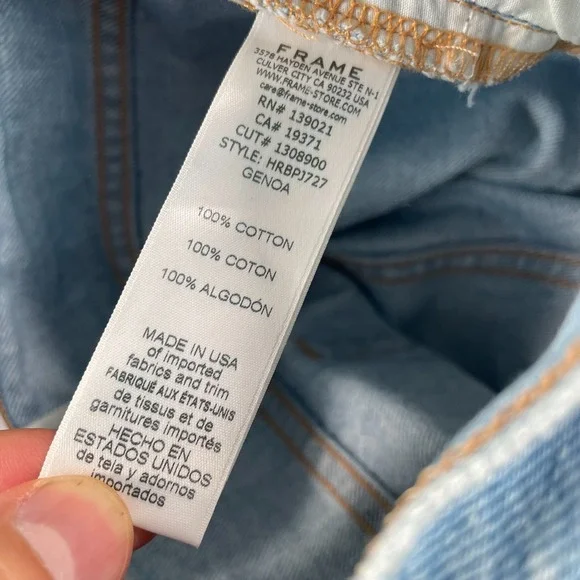 FRAME
3578 HAYDEN AVENUE STE N-1
CULVER CITY CA 90232 USA
WWW.FRAME-STORE.COM
care@frame-store.com
RN# 139021
CA# 19371
CUT# 1308900
STYLE: HRBPJ727
GENOA
100% COTTON
100% COTON
100% ALGODÓN
MADE IN USA
of imported
fabrics and trim
FABRIQUÉ AUX ÉTATS-UNIS
de tissus et de
garnitures importés
HECHO EN
ESTADOS UNIDOS
de tela y adornos
importados